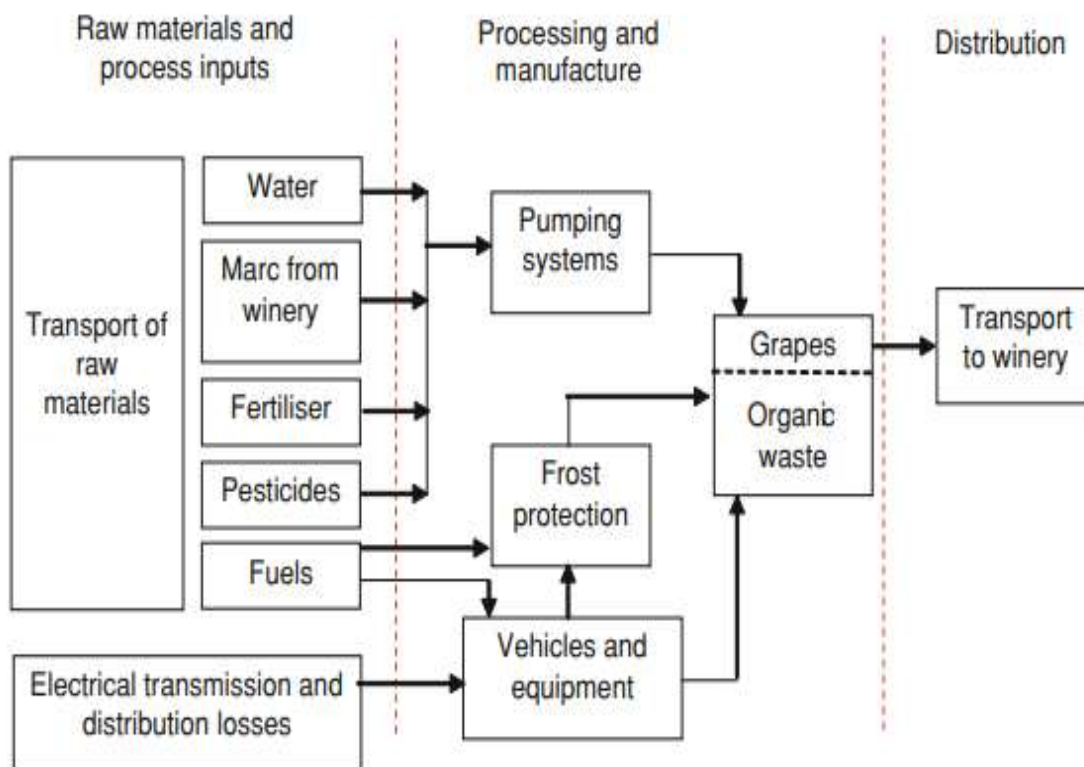 Raw materials and
process inputs
Processing and
manufacture
Distribution
Transport of
raw
materials
Water
Marc from
winery
Fertiliser
Pesticides
Fuels
Electrical transmission and
distribution losses
Pumping
systems
Frost
protection
Vehicles and
equipment
Grapes
Organic
waste
Transport
to winery